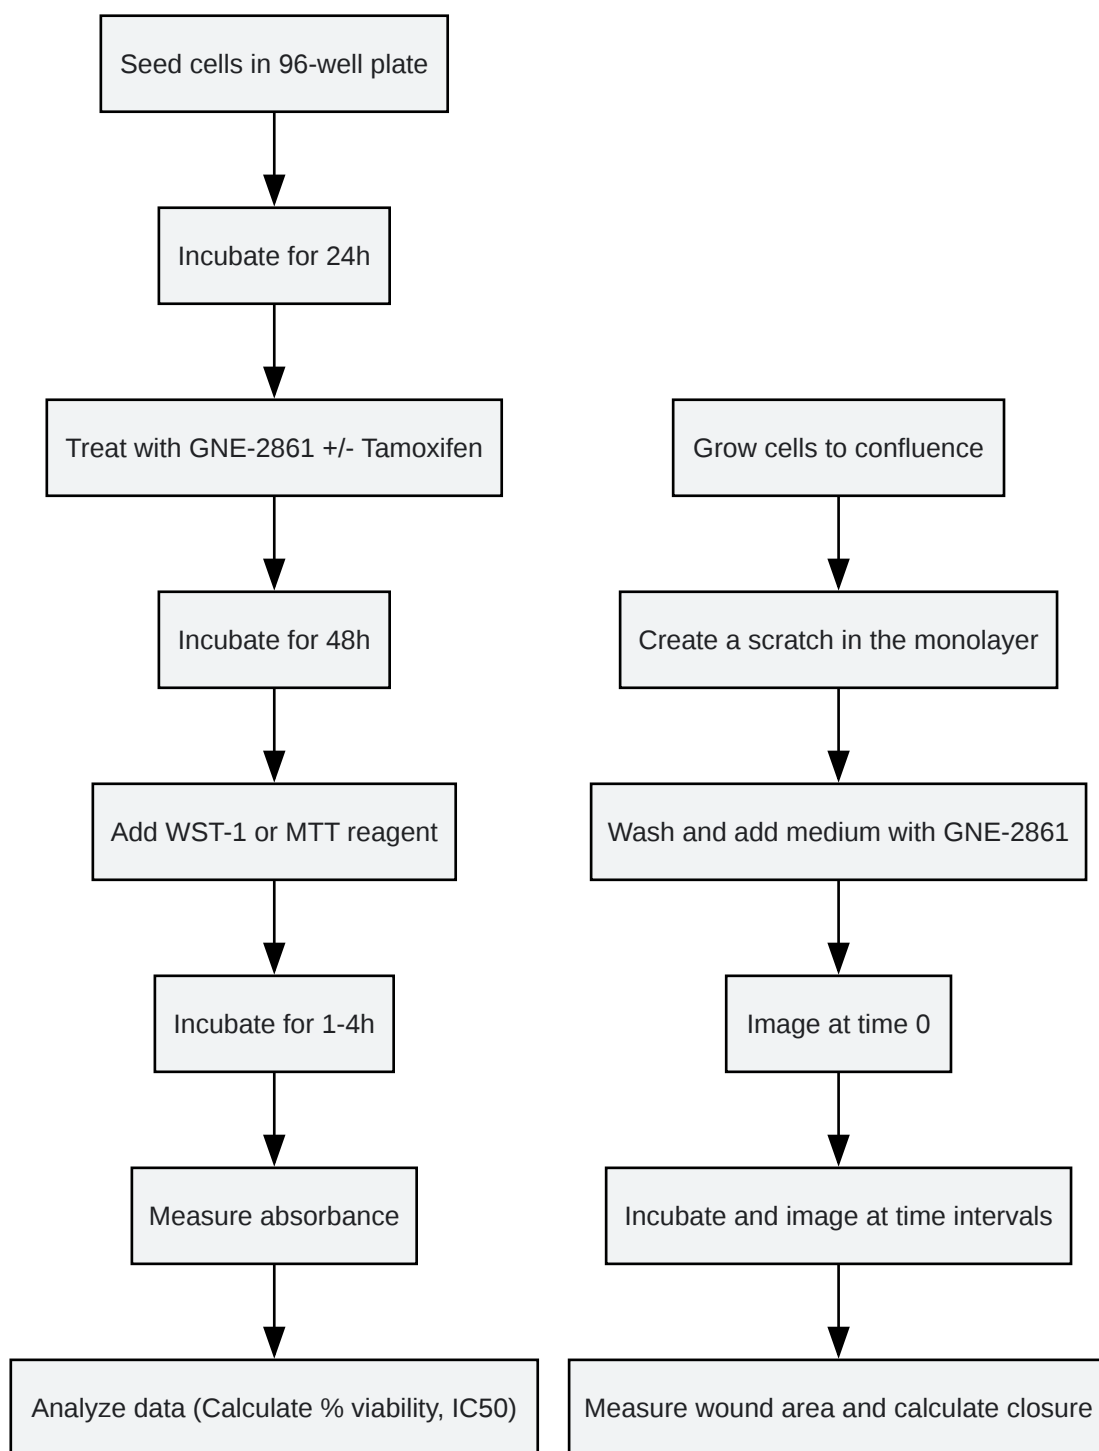 Seed cells in 96-well plate
Incubate for 24h
Treat with GNE-2861 +/- Tamoxifen
Incubate for 48h
Add WST-1 or MTT reagent
Incubate for 1-4h
Measure absorbance
Analyze data (Calculate % viability, IC50)
Grow cells to confluence
Create a scratch in the monolayer
Wash and add medium with GNE-2861
Image at time 0
Incubate and image at time intervals
Measure wound area and calculate closure